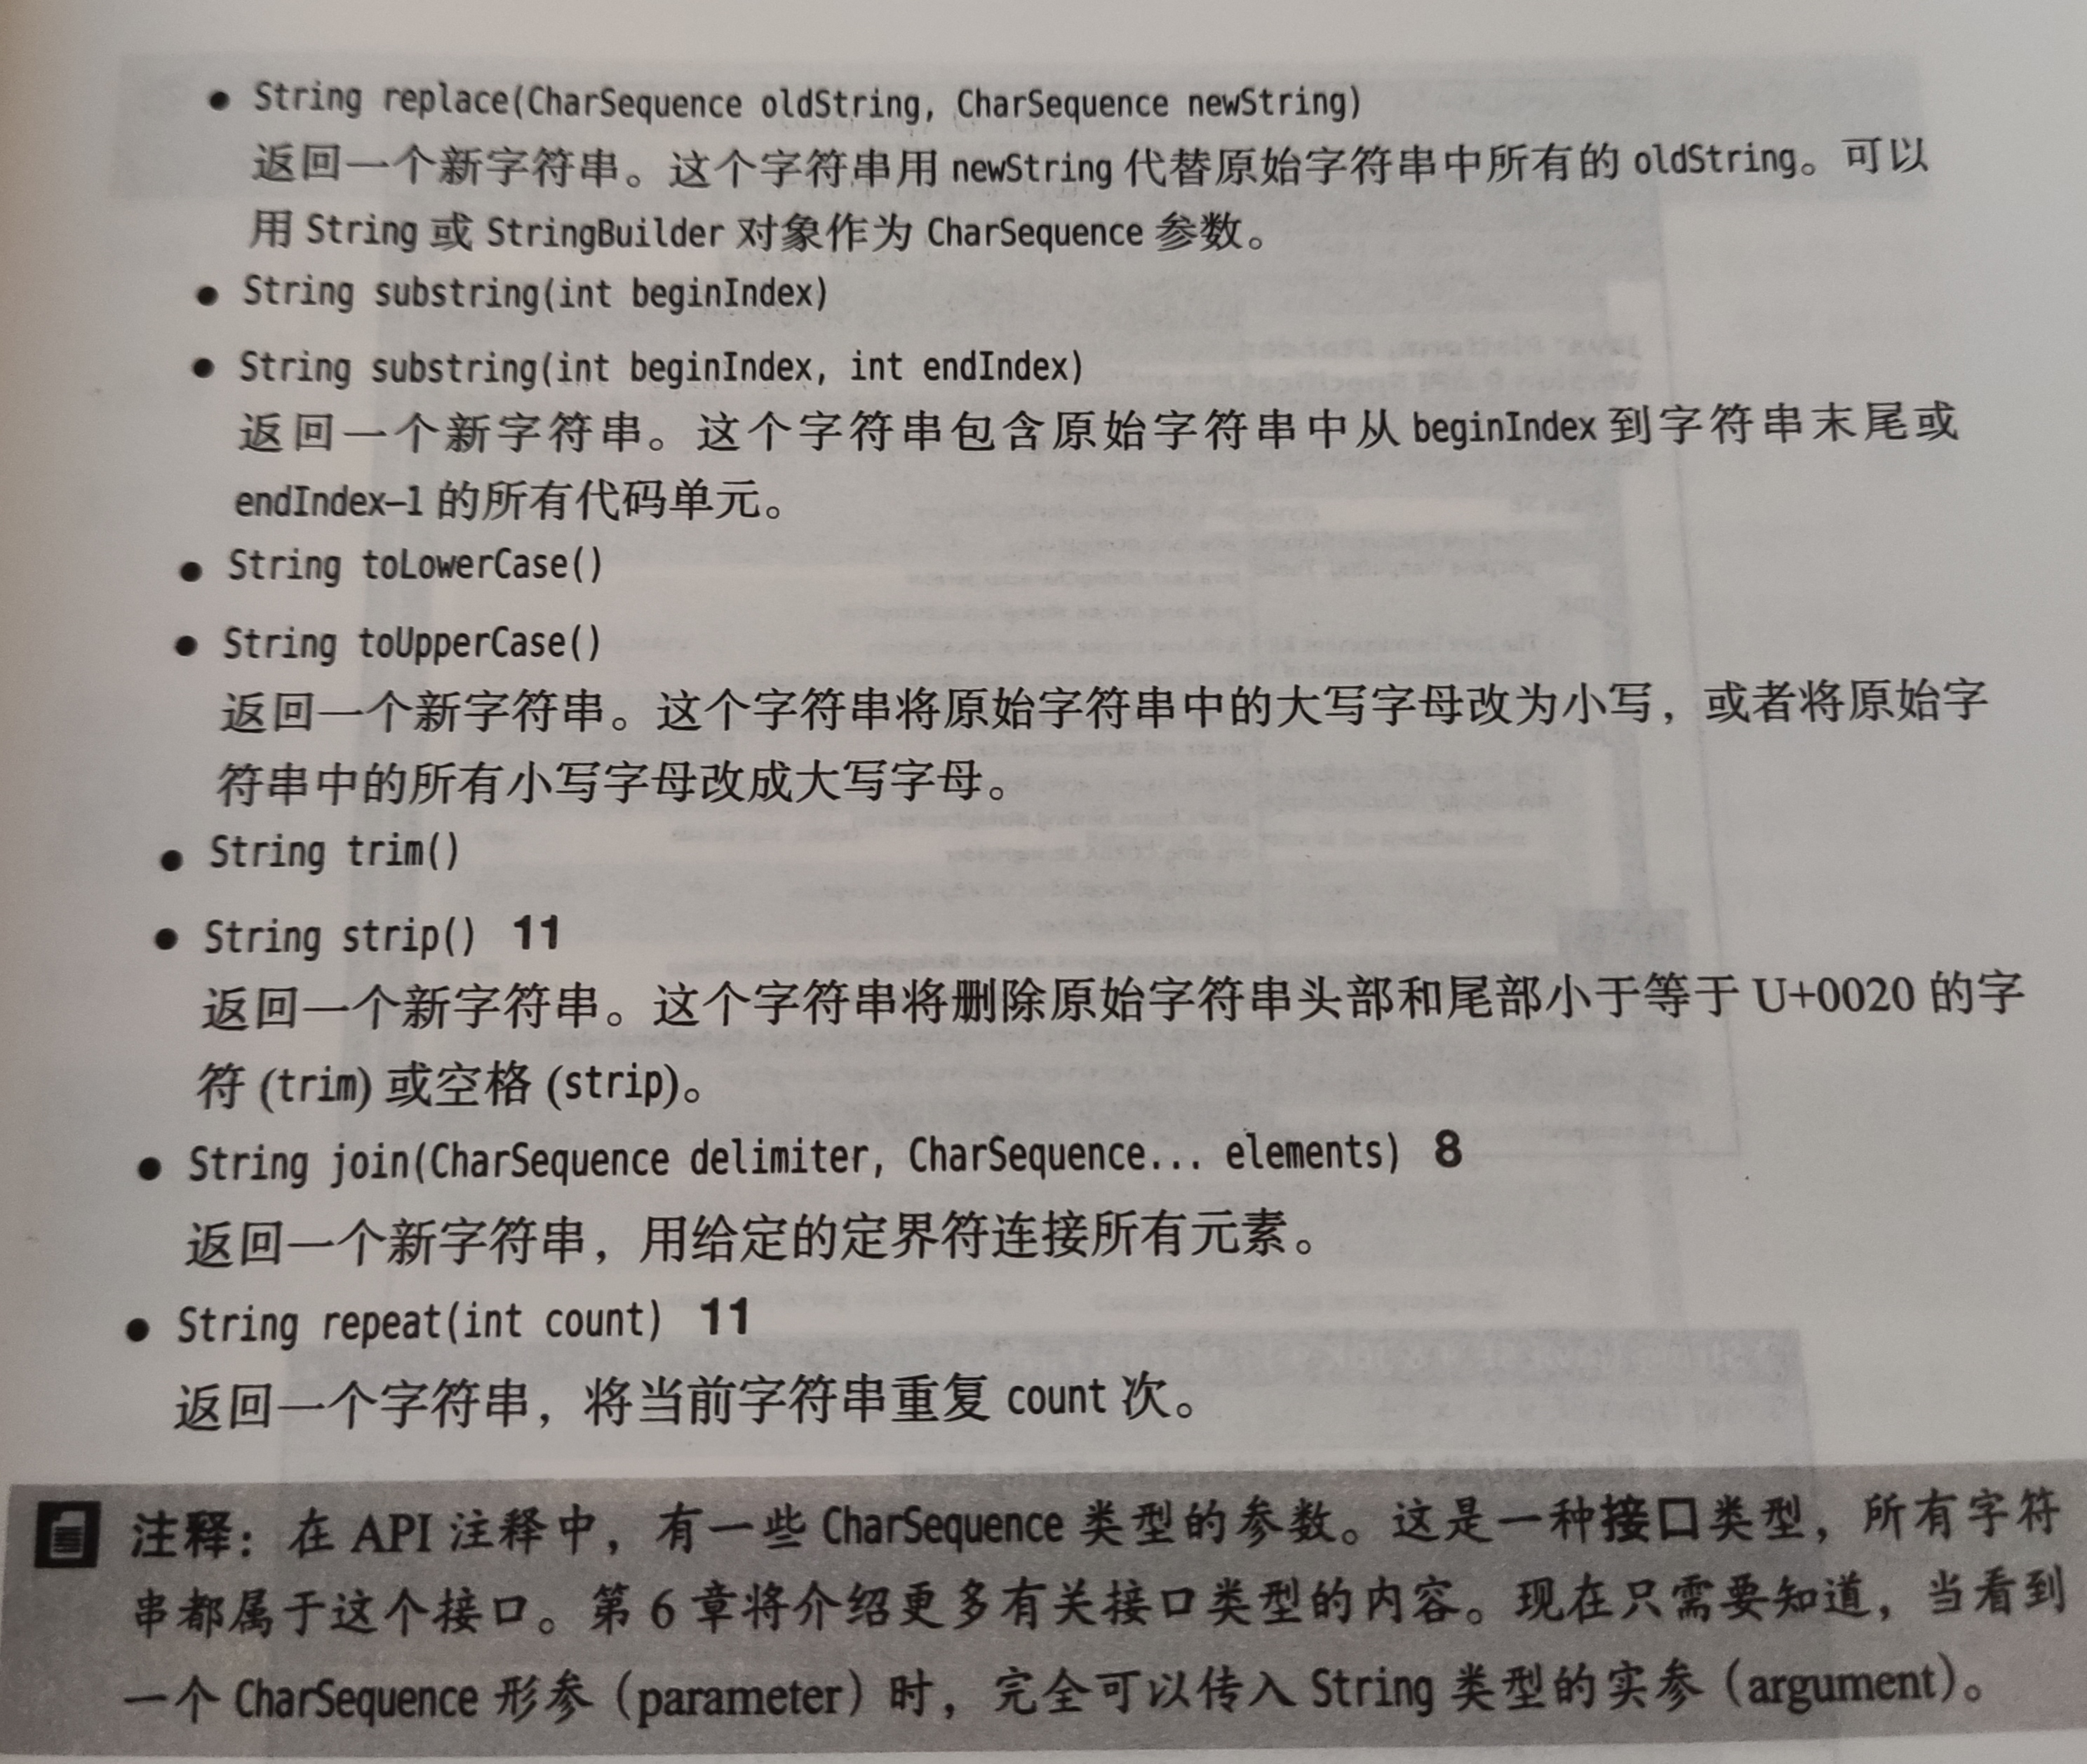 • String replace(CharSequence oldString, CharSequence newString)
返回一个新字符串。这个字符串用 newString 代替原始字符串中所有的 oldString。可以
用 String 或 StringBuilder 对象作为 CharSequence 参数。
• String substring(int beginIndex)
• String substring(int beginIndex, int endIndex)
返回一个新字符串。这个字符串包含原始字符串中从 beginIndex 到字符串末尾或
endIndex–1 的所有代码单元。
• String toLowerCase()
• String toUpperCase()
返回一个新字符串。这个字符串将原始字符串中的大写字母改为小写，或者将原始字
符串中的所有小写字母改成大写字母。
• String trim()
• String strip() 11
返回一个新字符串。这个字符串将删除原始字符串头部和尾部小于等于 U+0020 的字
符 (trim) 或空格 (strip)。
• String join(CharSequence delimiter, CharSequence... elements) 8
返回一个新字符串，用给定的定界符连接所有元素。
• String repeat(int count) 11
返回一个字符串，将当前字符串重复 count 次。
注释：在 API 注释中，有一些 CharSequence 类型的参数。这是一种接口类型，所有字符
串都属于这个接口。第 6 章将介绍更多有关接口类型的内容。现在只需要知道，当看到
一个 CharSequence 形参（parameter）时，完全可以传入 String 类型的实参（argument）。